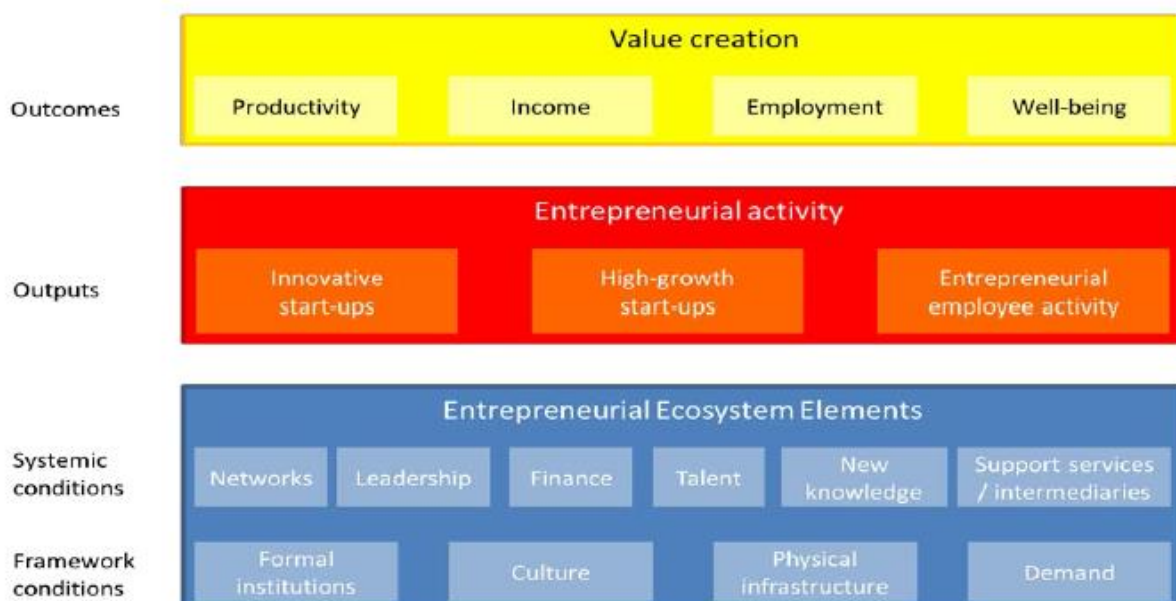 Value creation
Outcomes
Productivity
Income
Employment
Well-being
Entrepreneurial activity
Outputs
Innovative
start-ups
High-growth
start-ups
Entrepreneurial
employee activity
Entrepreneurial Ecosystem Elements
Systemic
conditions
Networks
Leadership
Finance
Talent
New
knowledge
Support services
/ intermediaries
Framework
conditions
Formal
institutions
Culture
Physical
infrastructure
Demand